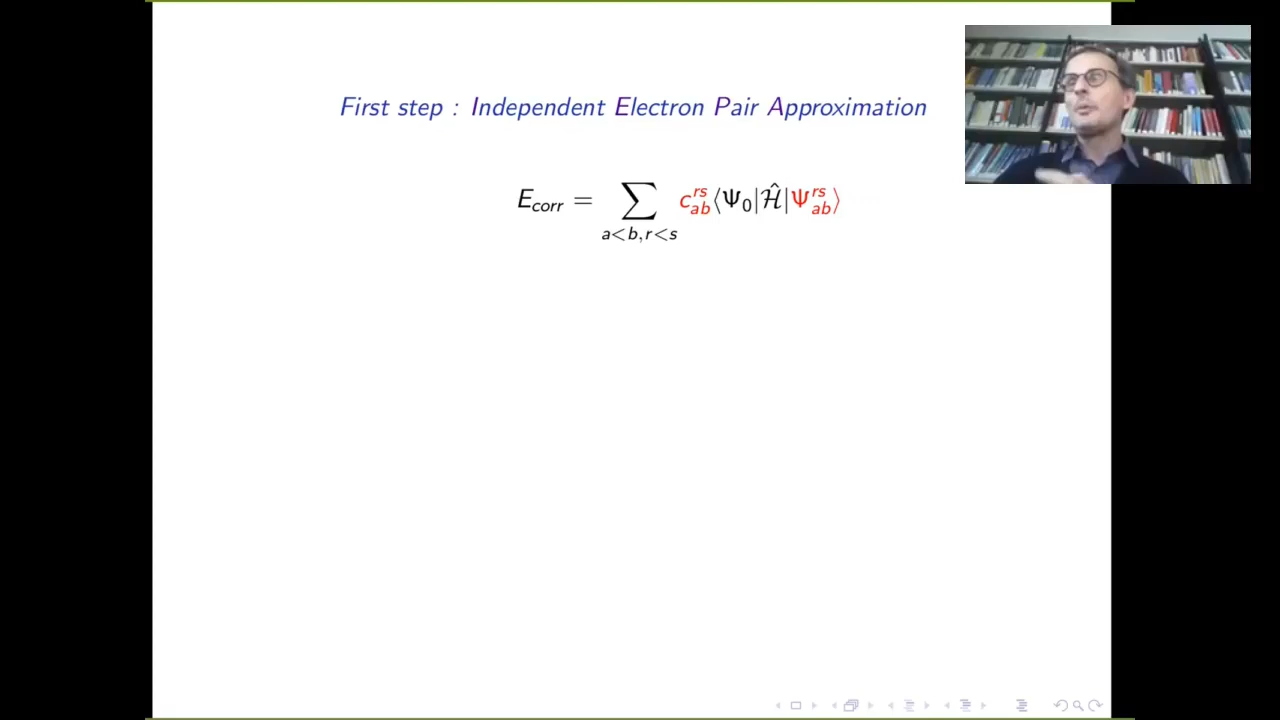 First step : Independent Electron Pair Approximation
E_corr = ∑_{a<b,r<s} c_{ab}^{rs}⟨Ψ_0|Ĥ|Ψ_{ab}^{rs}⟩